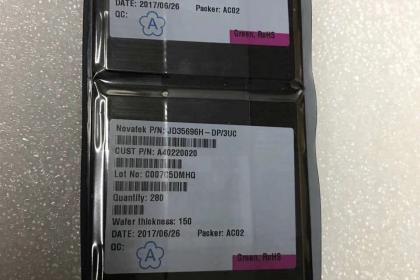 DATE: 2017/06/26 Packer: AC02
QC: A
Green, RoHS
Novatek P/N: JD35696H-DP/3UC
CUST P/N: A40220020
Lot No: C007C5DMHQ
Quantity: 280
Wafer thickness: 150
DATE: 2017/06/26 Packer: AC02
QC: A
Green, RoHS